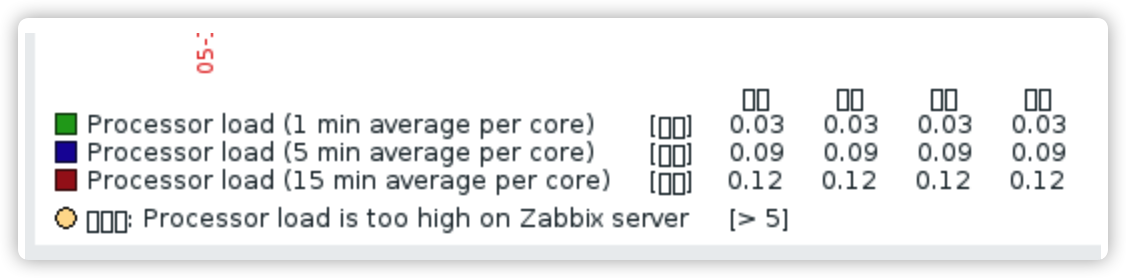 05-
□□ □□ □□ □□
Processor load (1 min average per core) [□□] 0.03 0.03 0.03 0.03
Processor load (5 min average per core) [□□] 0.09 0.09 0.09 0.09
Processor load (15 min average per core) [□□] 0.12 0.12 0.12 0.12
□□□: Processor load is too high on Zabbix server [> 5]